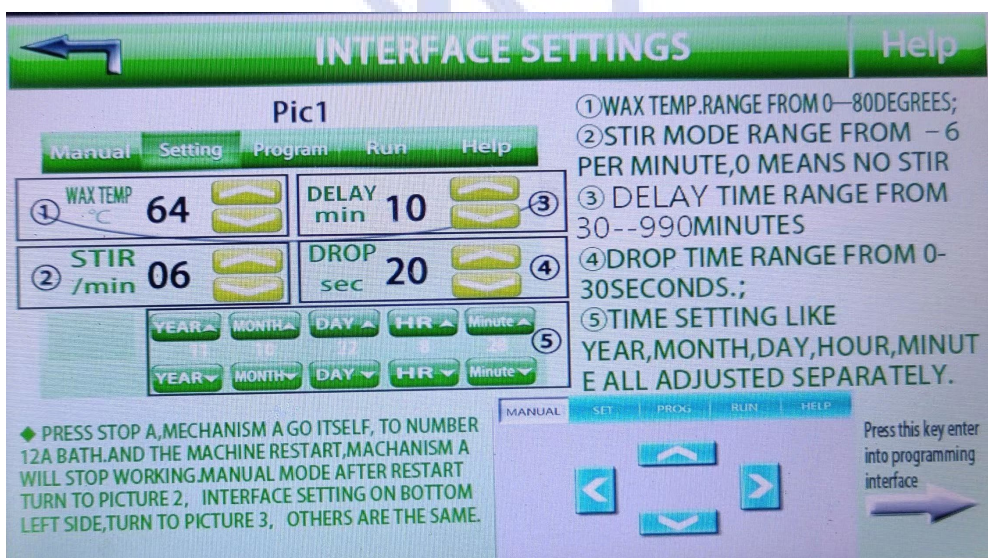 INTERFACE SETTINGS
Help
Pic1
Manual Setting Program Run Help
① WAX TEMP °C 64
DELAY min 10 ③
② STIR /min 06
DROP sec 20 ④
YEAR MONTH DAY HR Minute
⑤
YEAR MONTH DAY HR Minute
①WAX TEMP.RANGE FROM 0—80DEGREES;
②STIR MODE RANGE FROM –6
PER MINUTE,0 MEANS NO STIR
③ DELAY TIME RANGE FROM
30--990MINUTES
④DROP TIME RANGE FROM 0-
30SECONDS.;
⑤TIME SETTING LIKE
YEAR,MONTH,DAY,HOUR,MINUT
E ALL ADJUSTED SEPARATELY.
◆ PRESS STOP A,MECHANISM A GO ITSELF, TO NUMBER
12A BATH.AND THE MACHINE RESTART,MACHANISM A
WILL STOP WORKING.MANUAL MODE AFTER RESTART
TURN TO PICTURE 2, INTERFACE SETTING ON BOTTOM
LEFT SIDE,TURN TO PICTURE 3, OTHERS ARE THE SAME.
MANUAL SET PROG RUN HELP
Press this key enter
into programming
interface